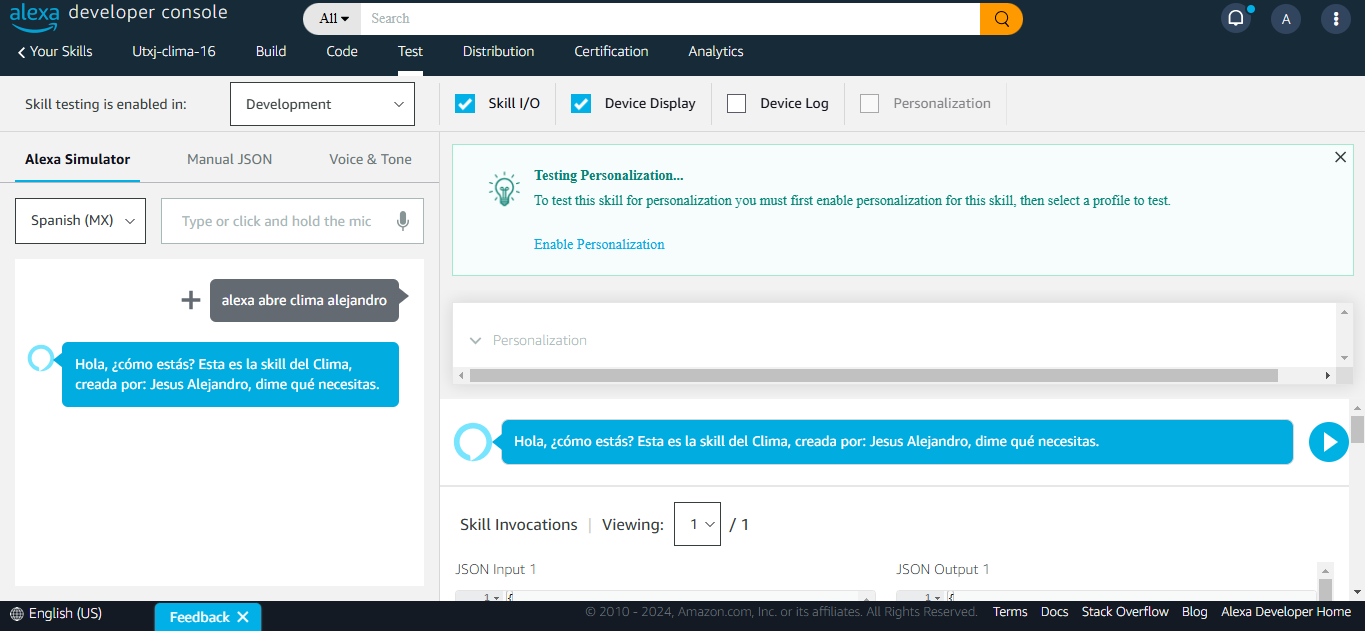 alexa developer console
All
Search
A
Your Skills
Utxj-clima-16
Build
Code
Test
Distribution
Certification
Analytics
Skill testing is enabled in:
Development
Skill I/O
Device Display
Device Log
Personalization
Alexa Simulator
Manual JSON
Voice & Tone
Spanish (MX)
Type or click and hold the mic
alexa abre clima alejandro
Hola, ¿cómo estás? Esta es la skill del Clima,
creada por: Jesus Alejandro, dime qué necesitas.
Testing Personalization...
To test this skill for personalization you must first enable personalization for this skill, then select a profile to test.
Enable Personalization
Personalization
Hola, ¿cómo estás? Esta es la skill del Clima, creada por: Jesus Alejandro, dime qué necesitas.
Skill Invocations | Viewing: 1 / 1
JSON Input 1
1 {
JSON Output 1
1 {
English (US)
Feedback
© 2010 - 2024, Amazon.com, Inc. or its affiliates. All Rights Reserved.
Terms
Docs
Stack Overflow
Blog
Alexa Developer Home